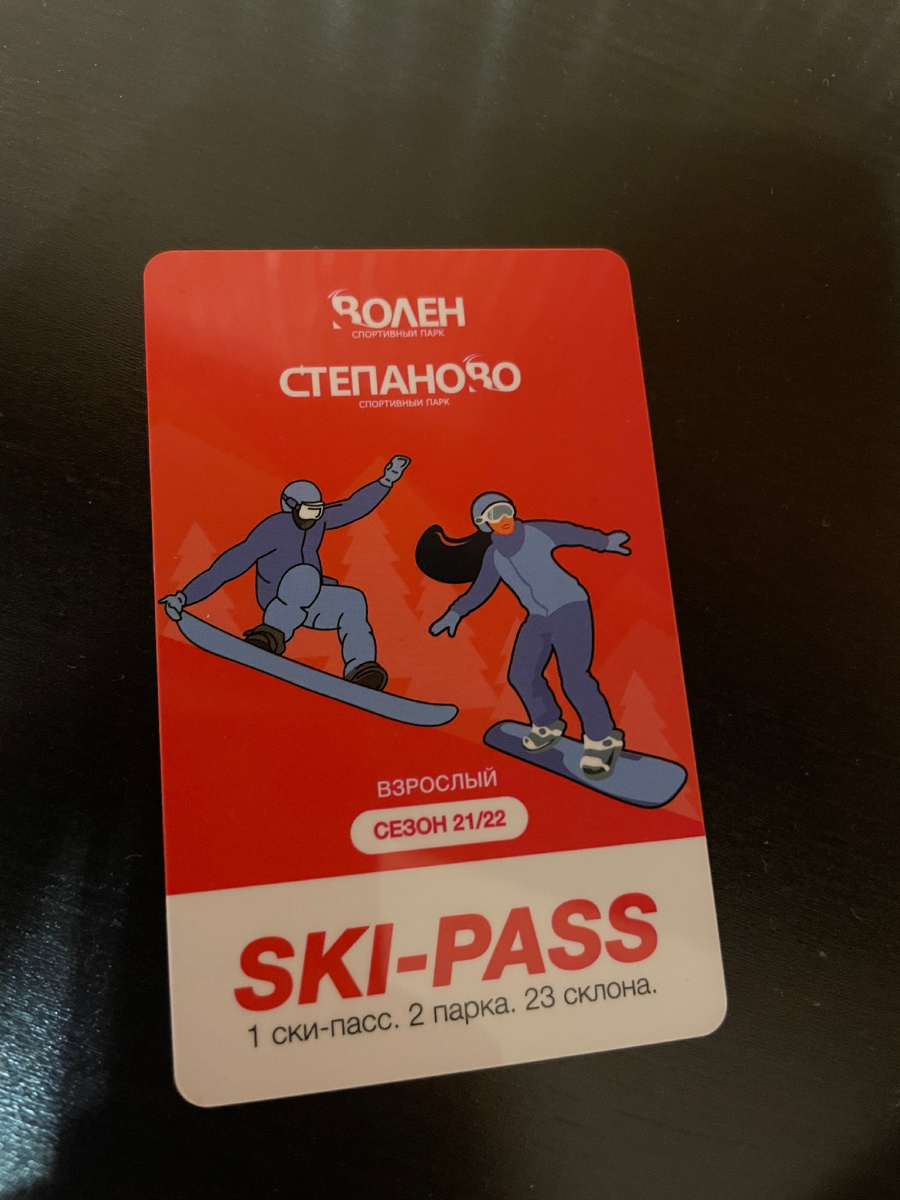 ВОЛЕН
СПОРТИВНЫЙ ПАРК
СТЕПАНОВО
СПОРТИВНЫЙ ПАРК
ВЗРОСЛЫЙ
СЕЗОН 21/22
SKI-PASS
1 ски-пасс. 2 парка. 23 склона.